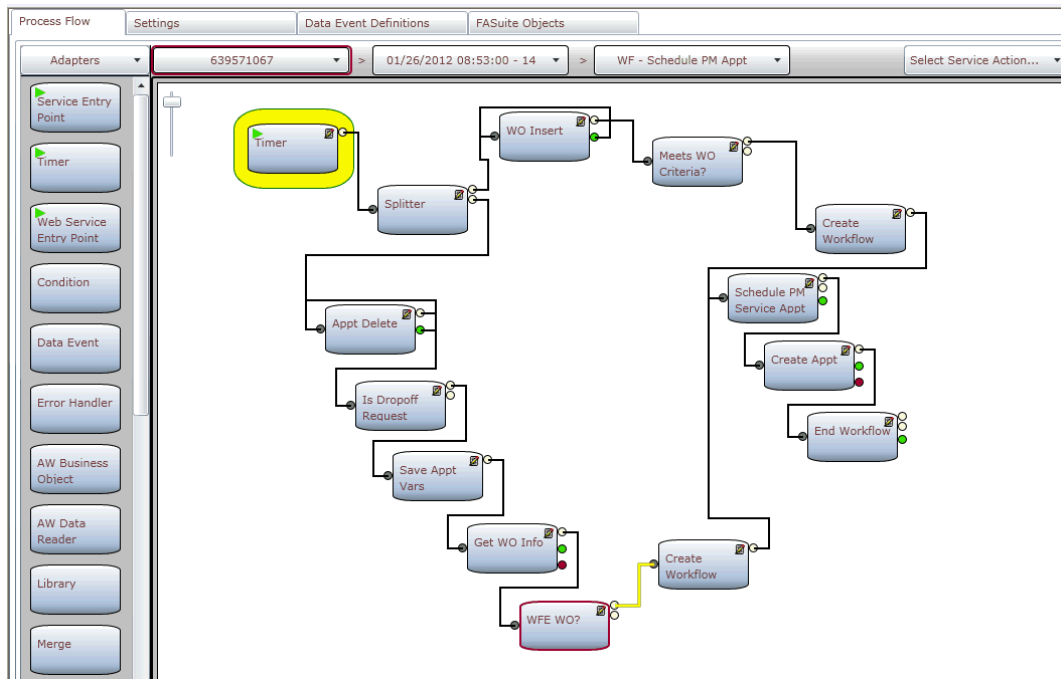 Process Flow
Settings
Data Event Definitions
FASuite Objects
Adapters
639571067
>
01/26/2012 08:53:00 - 14
>
WF - Schedule PM Appt
Select Service Action...
Service Entry
Point
Timer
Web Service
Entry Point
Condition
Data Event
Error Handler
AW Business
Object
AW Data
Reader
Library
Merge
Timer
Splitter
WO Insert
Meets WO
Criteria?
Create
Workflow
Appt Delete
Is Dropoff
Request
Save Appt
Vars
Get WO Info
WFE WO?
Create
Workflow
Schedule PM
Service Appt
Create Appt
End Workflow